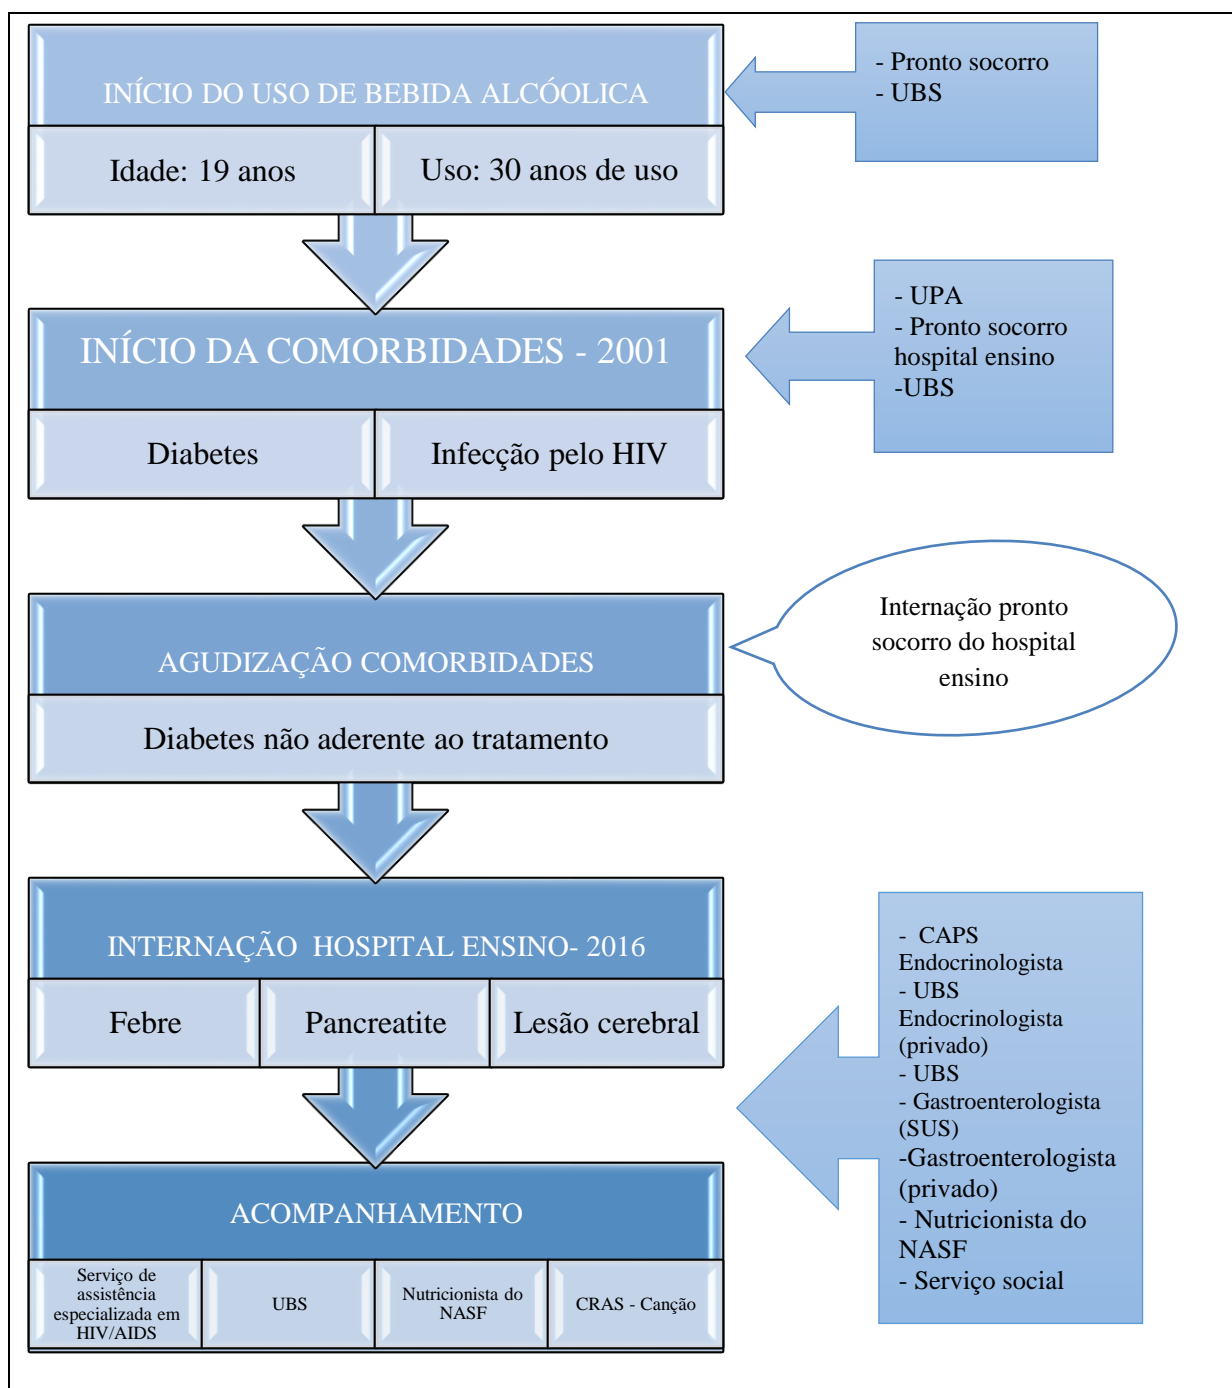 INÍCIO DO USO DE BEBIDA ALCÓOLICA
Idade: 19 anos
Uso: 30 anos de uso
- Pronto socorro
- UBS
INÍCIO DA COMORBIDADES - 2001
Diabetes
Infecção pelo HIV
- UPA
- Pronto socorro
hospital ensino
-UBS
AGUDIZAÇÃO COMORBIDADES
Diabetes não aderente ao tratamento
Internação pronto
socorro do hospital
ensino
INTERNAÇÃO HOSPITAL ENSINO- 2016
Febre
Pancreatite
Lesão cerebral
- CAPS
Endocrinologista
- UBS
Endocrinologista
(privado)
- UBS
- Gastroenterologista
(SUS)
-Gastroenterologista
(privado)
- Nutricionista do
NASF
- Serviço social
ACOMPANHAMENTO
Serviço de
assistência
especializada em
HIV/AIDS
UBS
Nutricionista do
NASF
CRAS - Canção